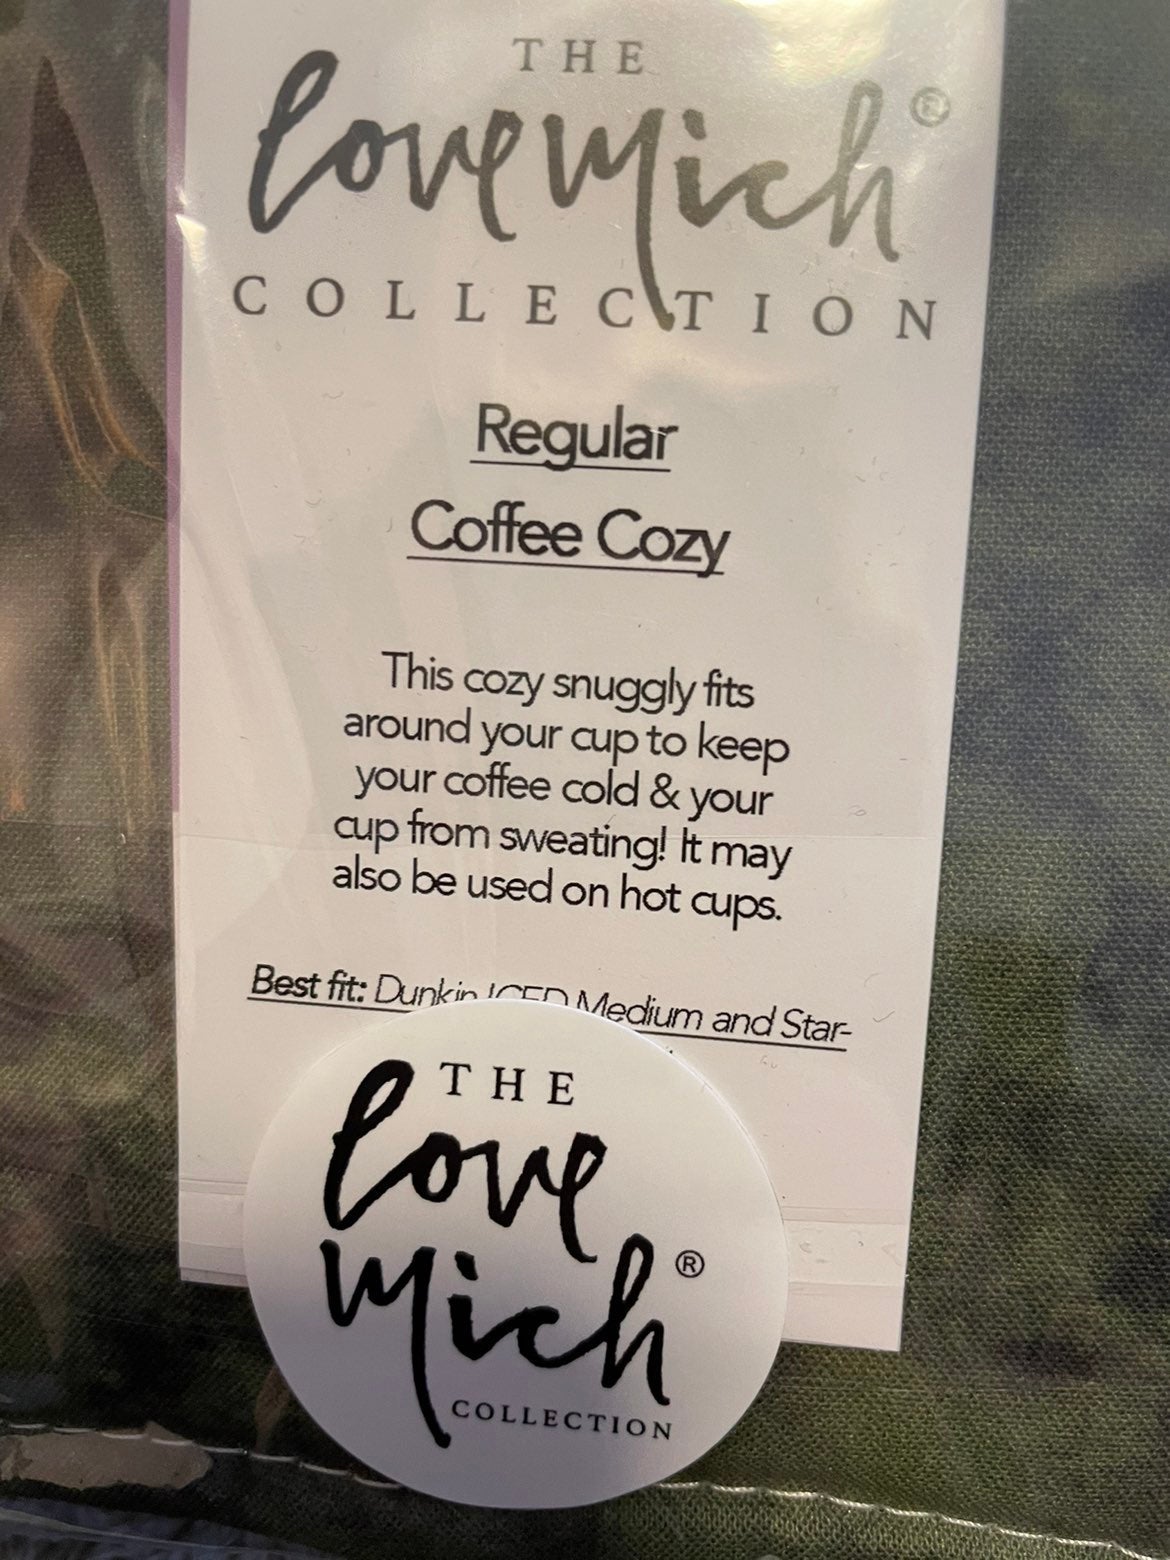 THE
lovemich®
COLLECTION
Regular
Coffee Cozy
This cozy snuggly fits
around your cup to keep
your coffee cold & your
cup from sweating! It may
also be used on hot cups.
Best fit: Dunkin ICED Medium and Star-
THE
love
mich®
COLLECTION